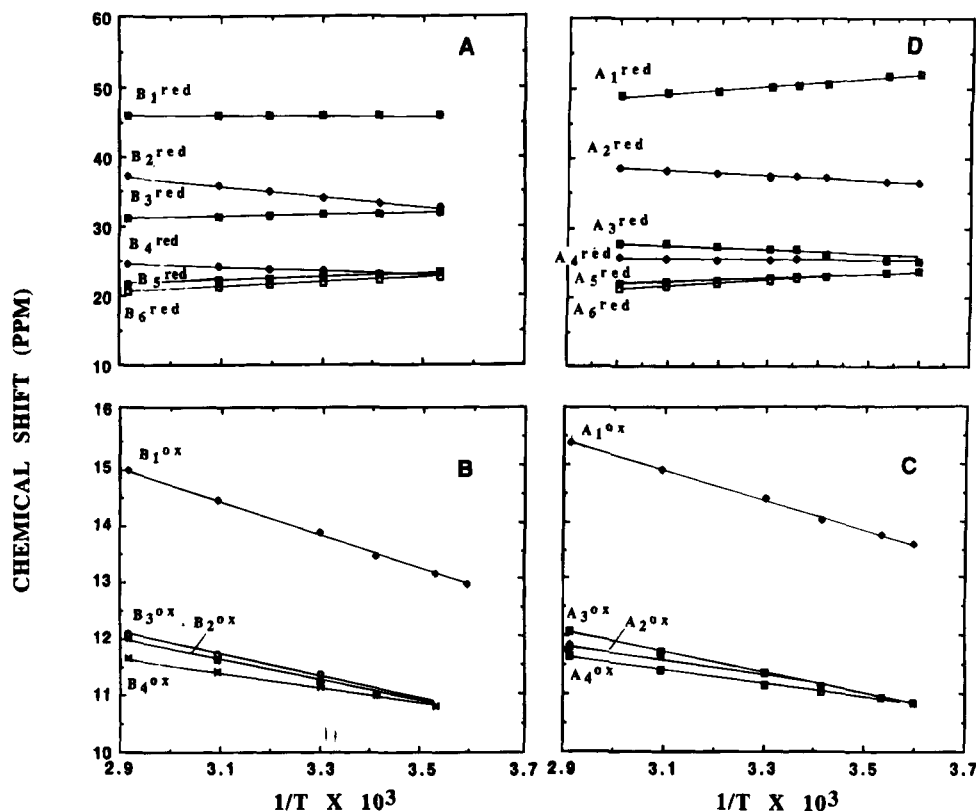 CHEMICAL SHIFT (PPM)
60
50
40
30
20
10
A
B1red
B2red
B3red
B4red
B5red
B6red
D
A1red
A2red
A3red
A4red
A5red
A6red
16
15
14
13
12
11
10
B
B1ox
B3ox
B2ox
B4ox
2.9 3.1 3.3 3.5 3.7
1/T X 10³
C
A1ox
A3ox
A2ox
A4ox
2.9 3.1 3.3 3.5 3.7
1/T X 10³